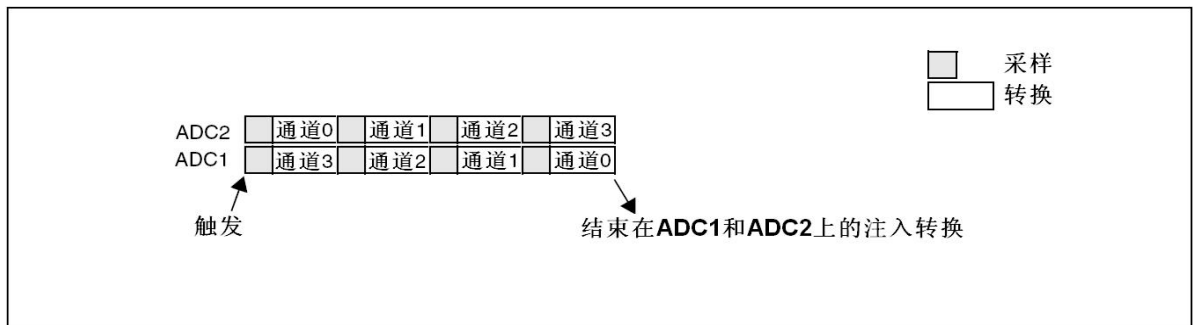 采样
转换
ADC2 通道0 通道1 通道2 通道3
ADC1 通道3 通道2 通道1 通道0
触发
结束在ADC1和ADC2上的注入转换